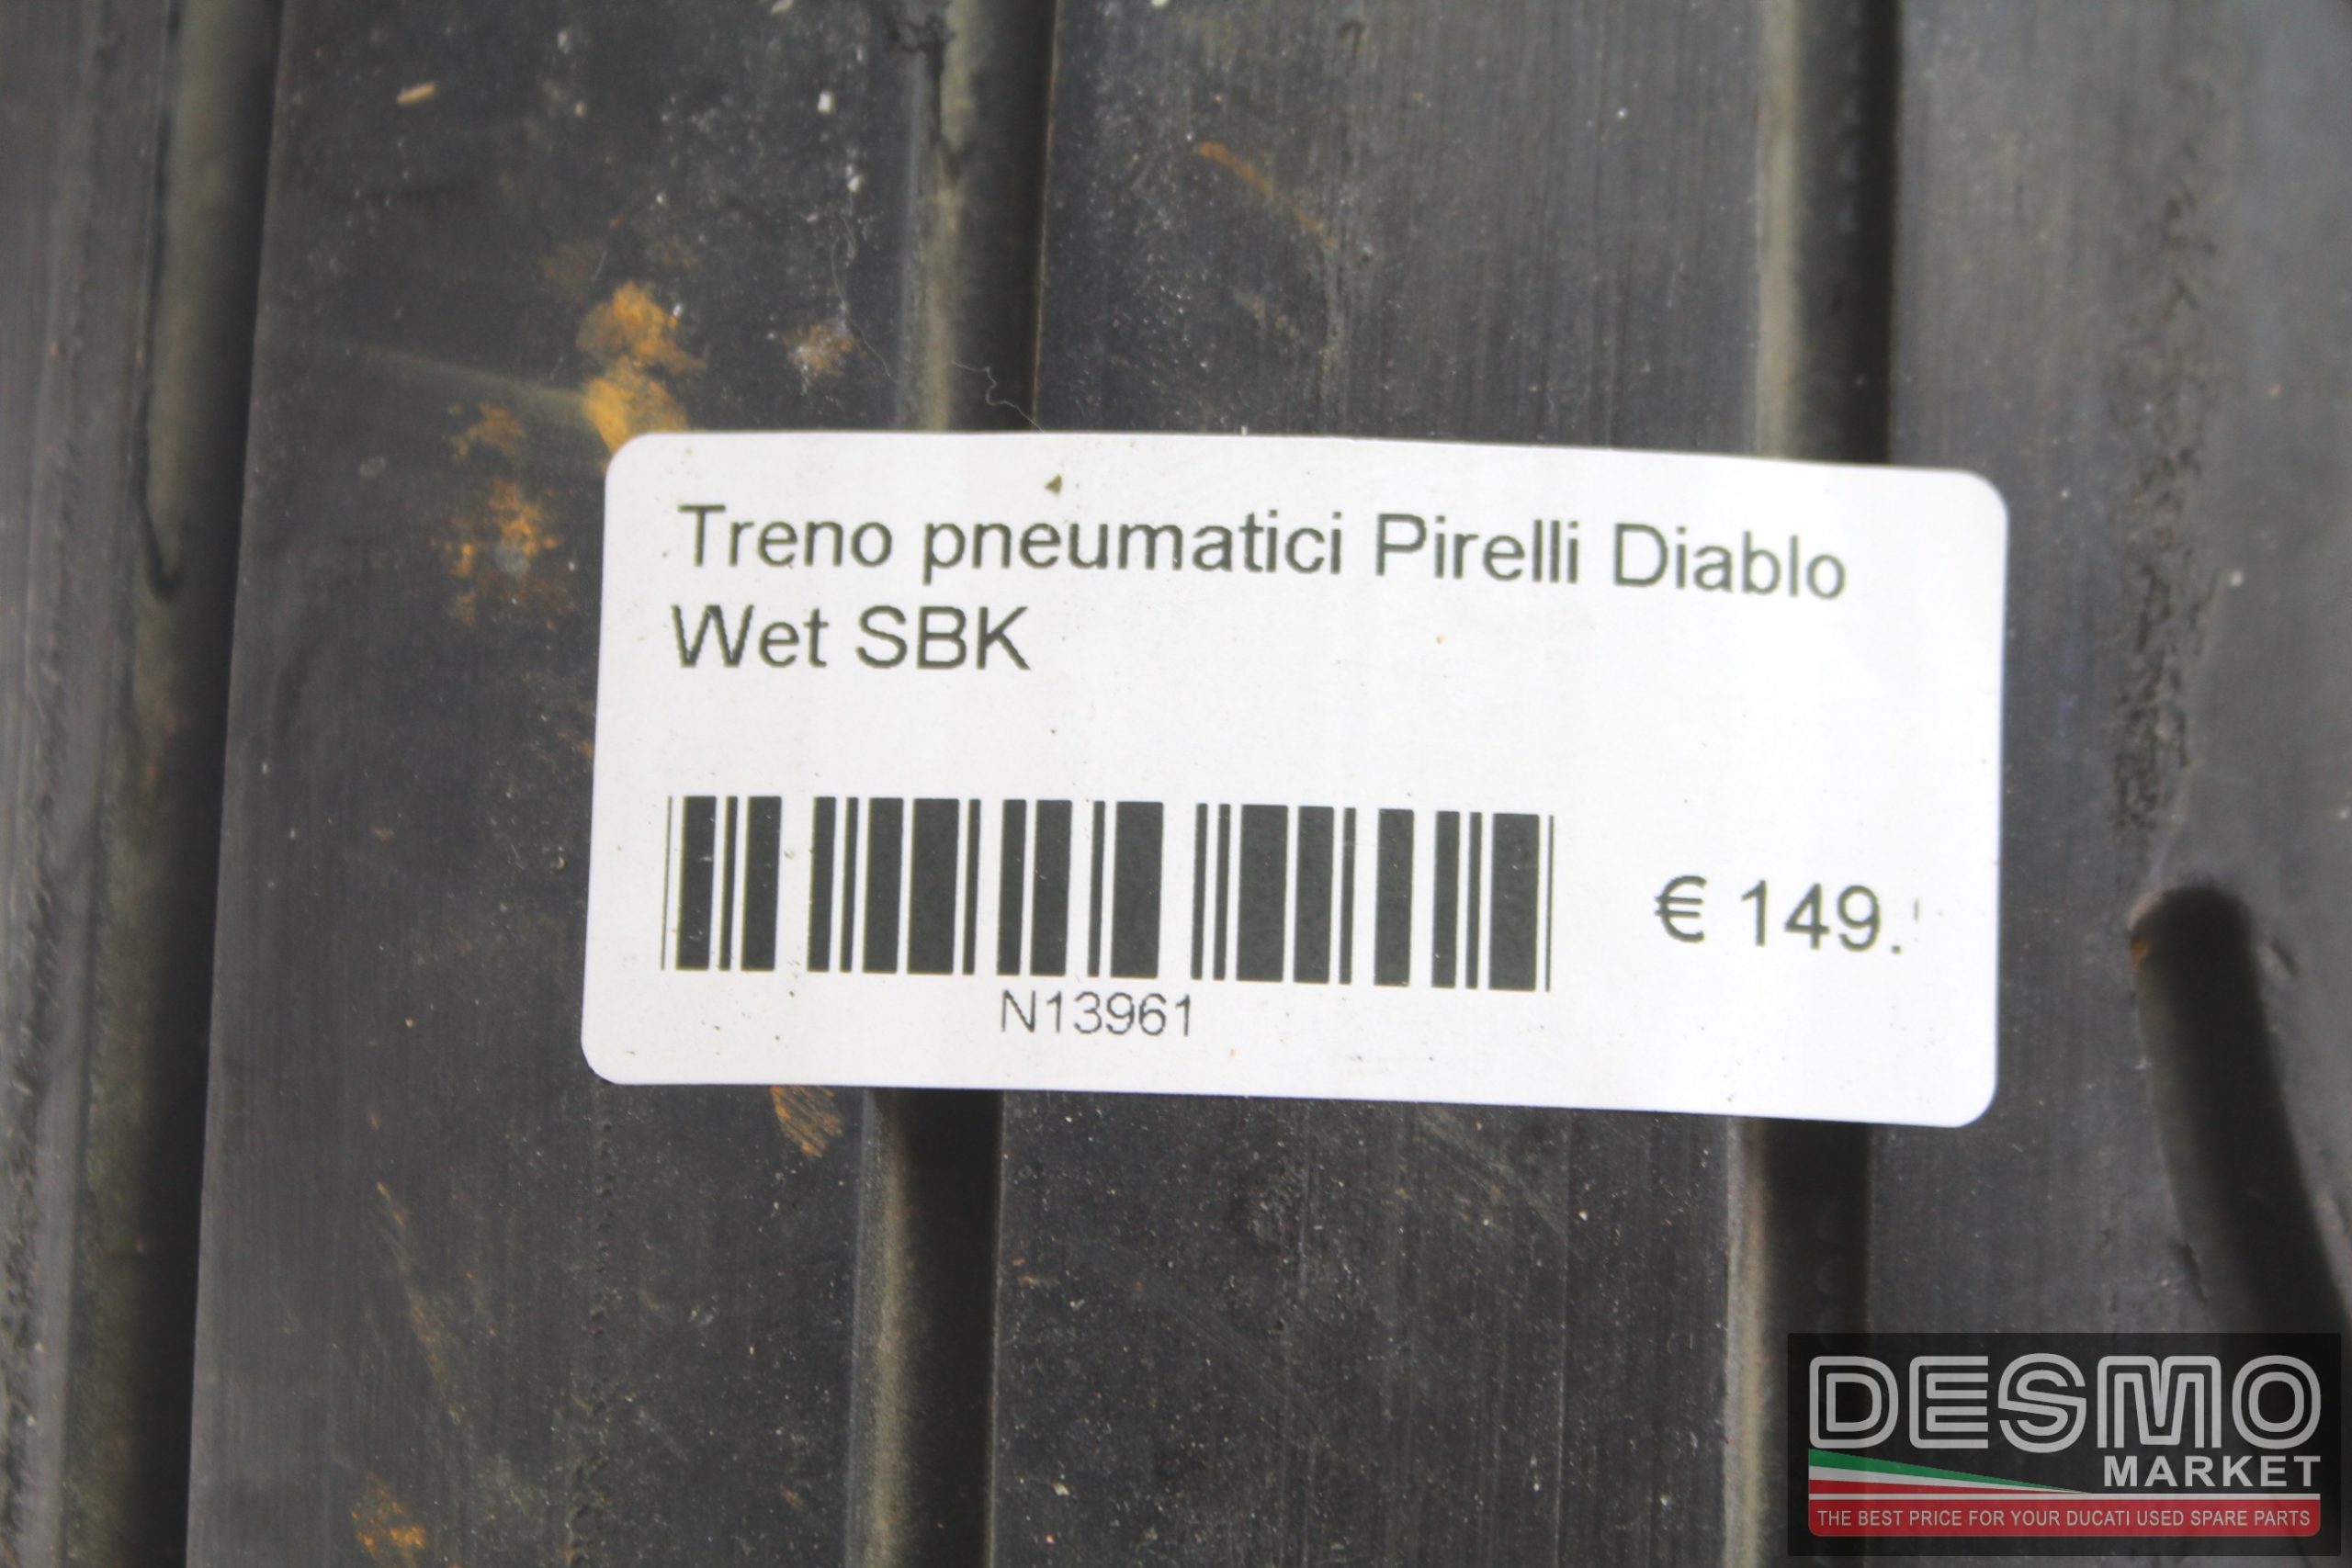 Treno pneumatici Pirelli Diablo
Wet SBK
€ 149.
N13961
DESMO
MARKET
THE BEST PRICE FOR YOUR DUCATI USED SPARE PARTS